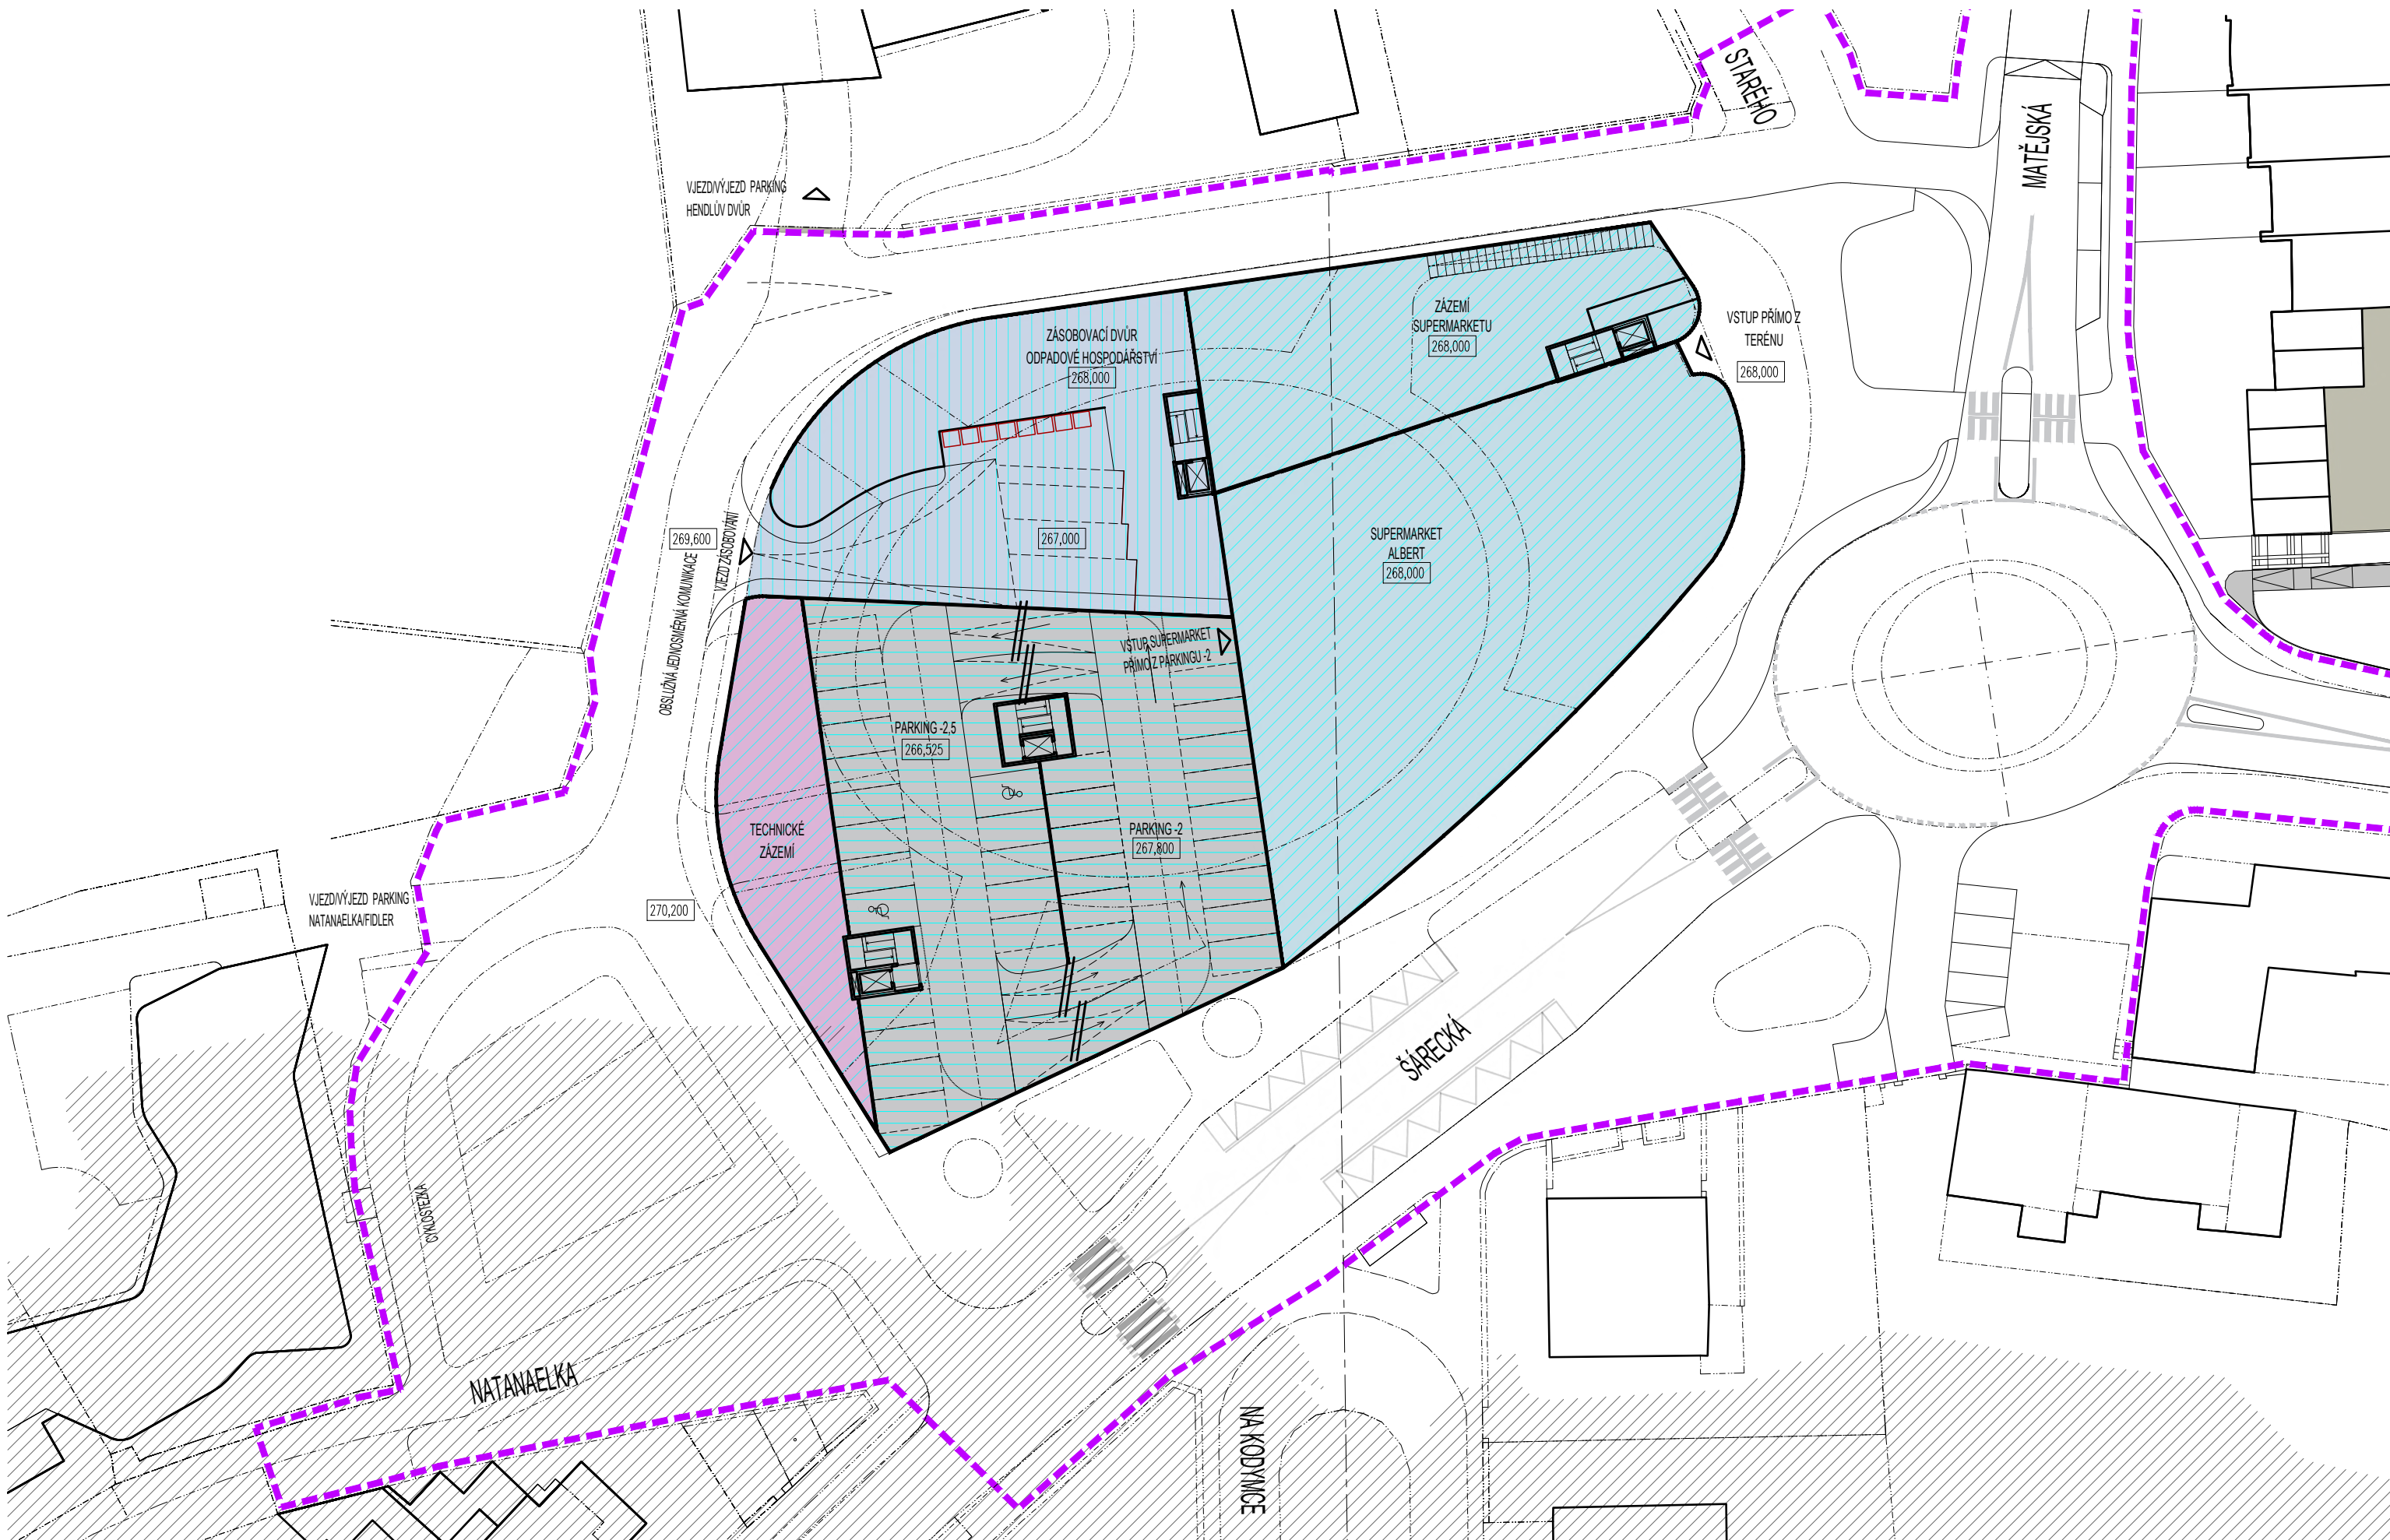 STARÉHO
MATĚJSKÁ
VJEZD/VÝJEZD PARKING
HENDLŮV DVŮR
ZÁSOBOVACÍ DVŮR
ODPADOVÉ HOSPODÁŘSTVÍ
268,000
ZÁZEMÍ
SUPERMARKETU
268,000
VSTUP PŘÍMO Z
TERÉNU
268,000
269,600
VJEZD ZÁSOBOVÁNÍ
OBSLUŽNÁ JEDNOSMĚRNÁ KOMUNIKACE
267,000
SUPERMARKET
ALBERT
268,000
VSTUP SUPERMARKET
PŘÍMO Z PARKINGU -2
PARKING -2,5
266,525
TECHNICKÉ
ZÁZEMÍ
PARKING -2
267,800
VJEZD/VÝJEZD PARKING
NATANAELKA/FIDLER
270,200
ŠÁRECKÁ
CYKLOSTEZKA
NATANAELKA
NA KODYMCE